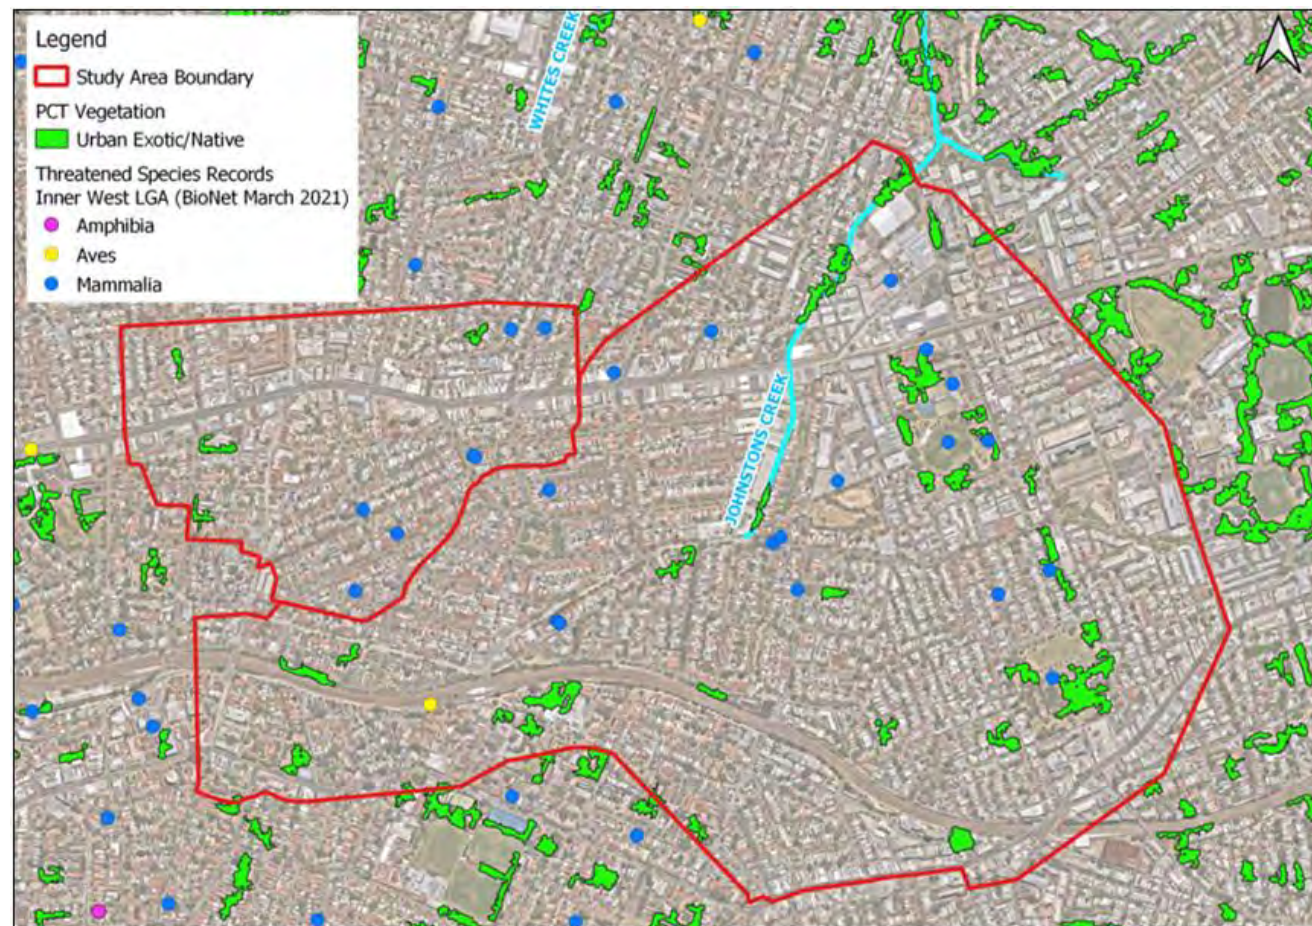 Legend
Study Area Boundary
PCT Vegetation
Urban Exotic/Native
Threatened Species Records
Inner West LGA (BioNet March 2021)
Amphibia
Aves
Mammalia
WHITES CREEK
JOHNSTONS CREEK